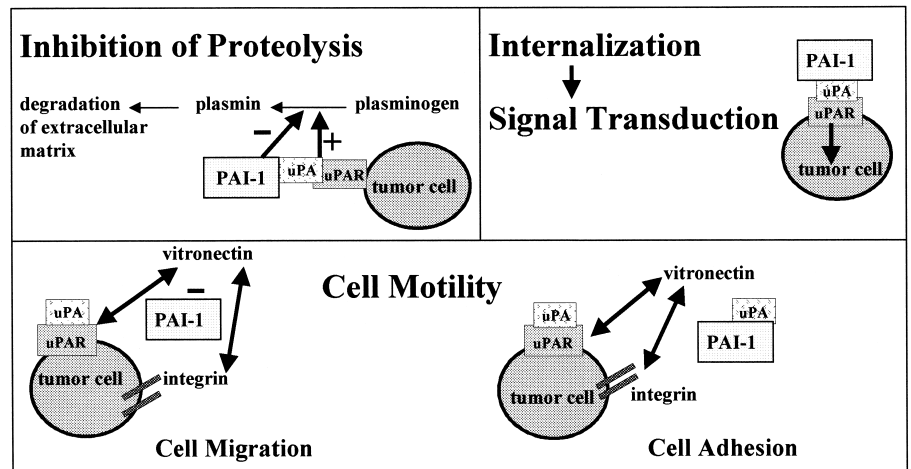 Inhibition of Proteolysis
degradation
of extracellular
matrix
plasmin
plasminogen
−
+
PAI-1
uPA
uPAR
tumor cell
Internalization
Signal Transduction
PAI-1
uPA
uPAR
tumor cell
Cell Motility
vitronectin
−
uPA
PAI-1
uPAR
tumor cell
integrin
Cell Migration
vitronectin
uPA
uPA
uPAR
PAI-1
tumor cell
integrin
Cell Adhesion